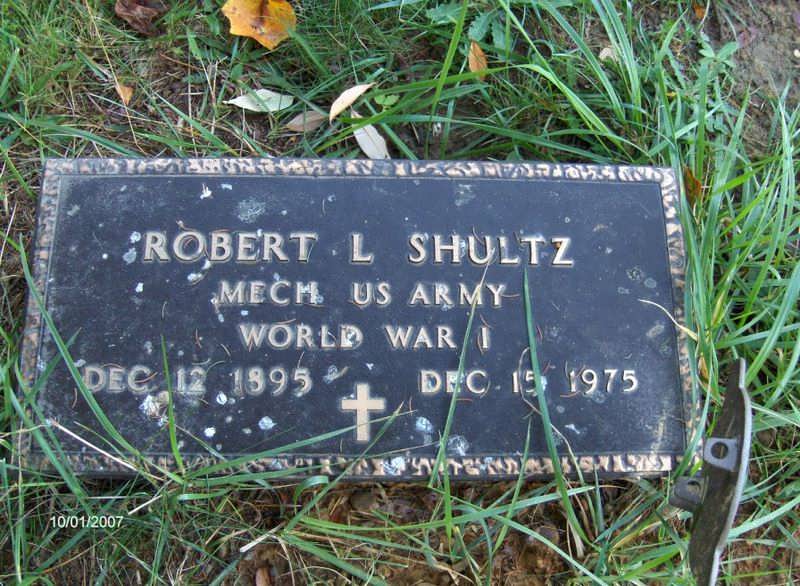 ROBERT L SHULTZ
MECH US ARMY
WORLD WAR I
DEC 12 1895 DEC 15 1975
10/01/2007